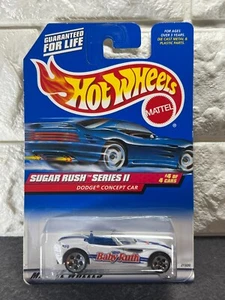 GUARANTEED
FOR LIFE
FOR AGES
OVER 3 YEARS
DIE CAST METAL &
PLASTIC PARTS.
Hot Wheels
MATTEL
SUGAR RUSH™ SERIES II
DODGE CONCEPT CAR
#4 OF
4 CARS
Baby Ruth